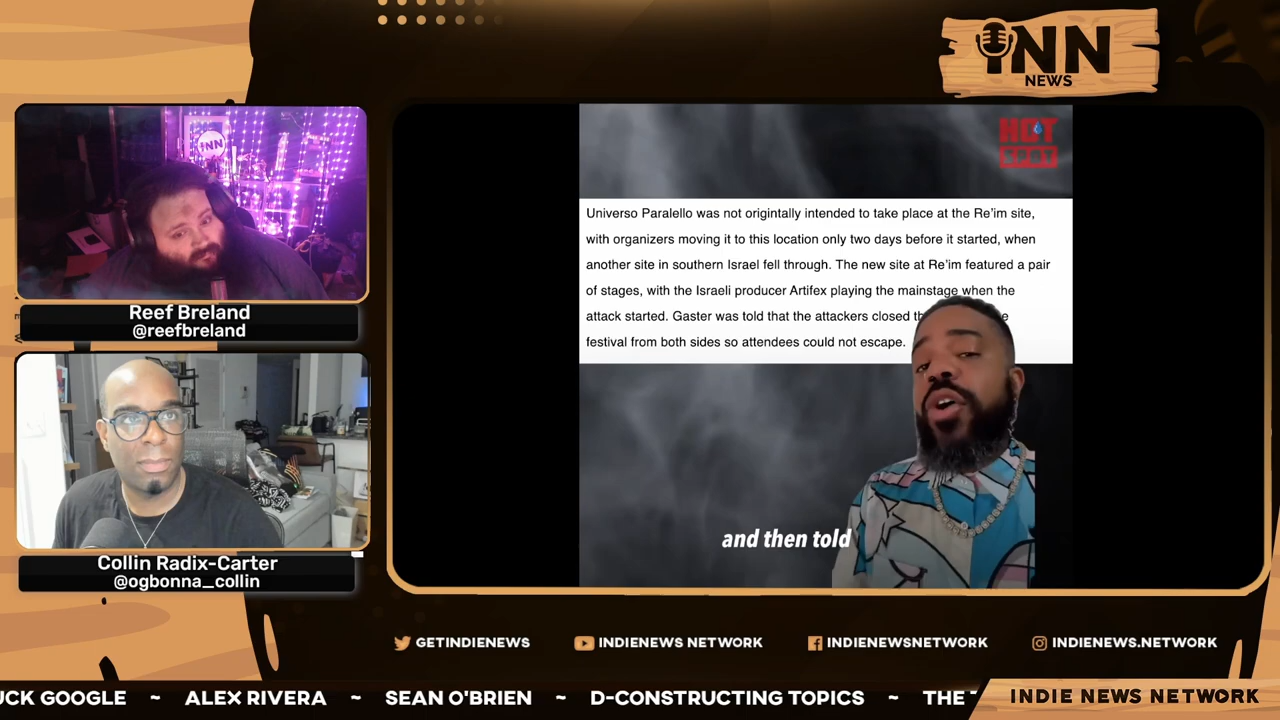 INN
NEWS
INN
HOT
SPOT
Reef Breland
@reefbreland
Collin Radix-Carter
@ogbonna_collin
Universo Paralello was not origintally intended to take place at the Re’im site,
with organizers moving it to this location only two days before it started, when
another site in southern Israel fell through. The new site at Re’im featured a pair
of stages, with the Israeli producer Artifex playing the mainstage when the
attack started. Gaster was told that the attackers closed
festival from both sides so attendees could not escape.
and then told
GETINDIENEWS
INDIENEWS NETWORK
INDIENEWSNETWORK
INDIENEWS.NETWORK
UCK GOOGLE ~ ALEX RIVERA ~ SEAN O'BRIEN ~ D-CONSTRUCTING TOPICS ~ THE
INDIE NEWS NETWORK